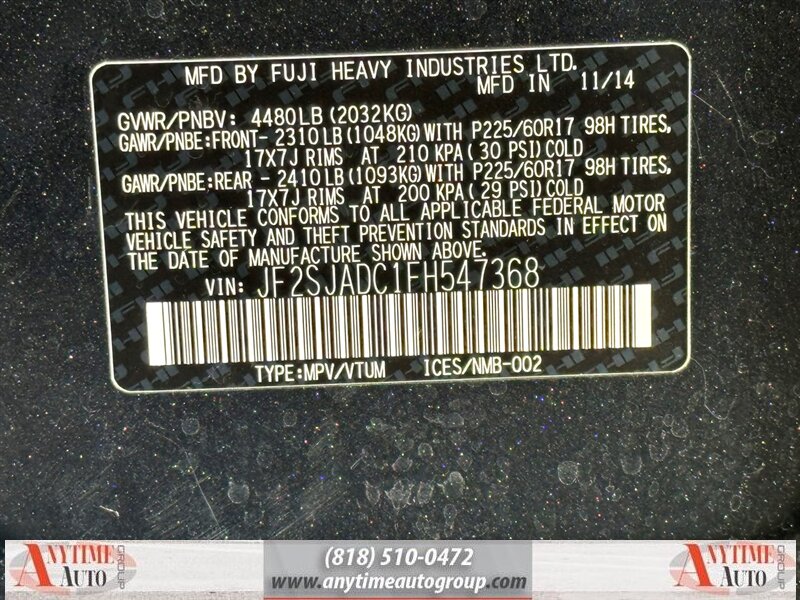 MFD BY FUJI HEAVY INDUSTRIES LTD.
MFD IN 11/14
GVWR/PNBV: 4480LB(2032KG)
GAWR/PNBE:FRONT- 2310LB(1048KG)WITH P225/60R17 98H TIRES,
17X7J RIMS AT 210 KPA(30 PSI)COLD
GAWR/PNBE:REAR - 2410LB(1093KG)WITH P225/60R17 98H TIRES,
17X7J RIMS AT 200 KPA(29 PSI)COLD
THIS VEHICLE CONFORMS TO ALL APPLICABLE FEDERAL MOTOR
VEHICLE SAFETY AND THEFT PREVENTION STANDARDS IN EFFECT ON
THE DATE OF MANUFACTURE SHOWN ABOVE.
VIN: JF2SJADC1FH547368
TYPE:MPV/VTUM ICES/NMB-002
ANYTIME AUTO GROUP
(818) 510-0472
www.anytimeautogroup.com
ANYTIME AUTO GROUP